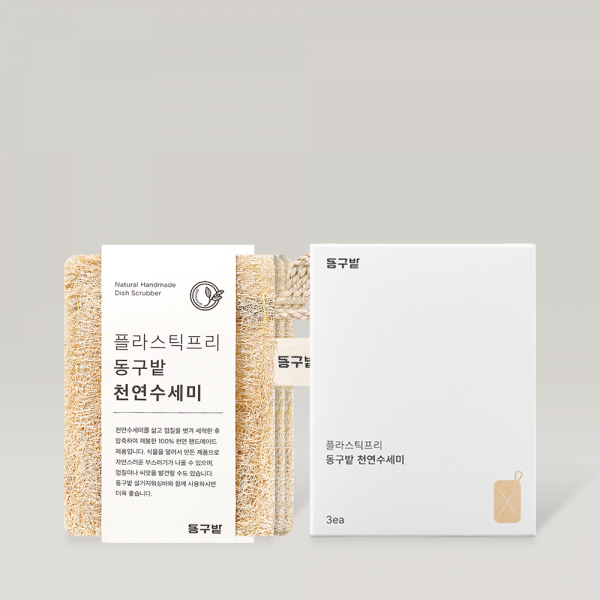 Natural Handmade
Dish Scrubber
플라스틱프리
동구밭
천연수세미
천연수세미를 삶고 껍질을 벗겨 세척한 후
압축하여 재봉한 100% 천연 핸드메이드
제품입니다. 식물을 말려서 만든 제품으로
자연스러운 부스러기가 나올 수 있으며,
껍질이나 씨앗을 발견할 수도 있습니다.
동구밭 설거지워싱바와 함께 사용하시면
더욱 좋습니다.
동구밭
동구밭
동구밭
플라스틱프리
동구밭 천연수세미
3ea